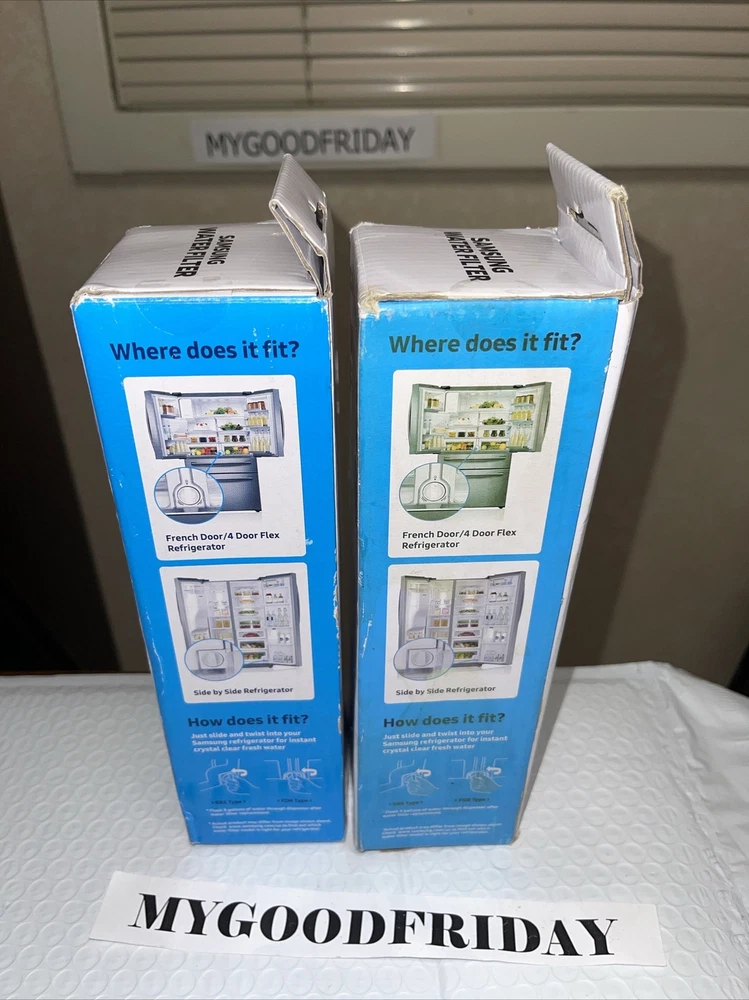 MYGOODFRIDAY
SAMSUNG
WATER FILTER
Where does it fit?
French Door/4 Door Flex
Refrigerator
Side by Side Refrigerator
How does it fit?
Just slide and twist into your
Samsung refrigerator for instant
crystal clear fresh water
SAMSUNG
WATER FILTER
Where does it fit?
French Door/4 Door Flex
Refrigerator
Side by Side Refrigerator
How does it fit?
Just slide and twist into your
Samsung refrigerator for instant
crystal clear fresh water
MYGOODFRIDAY